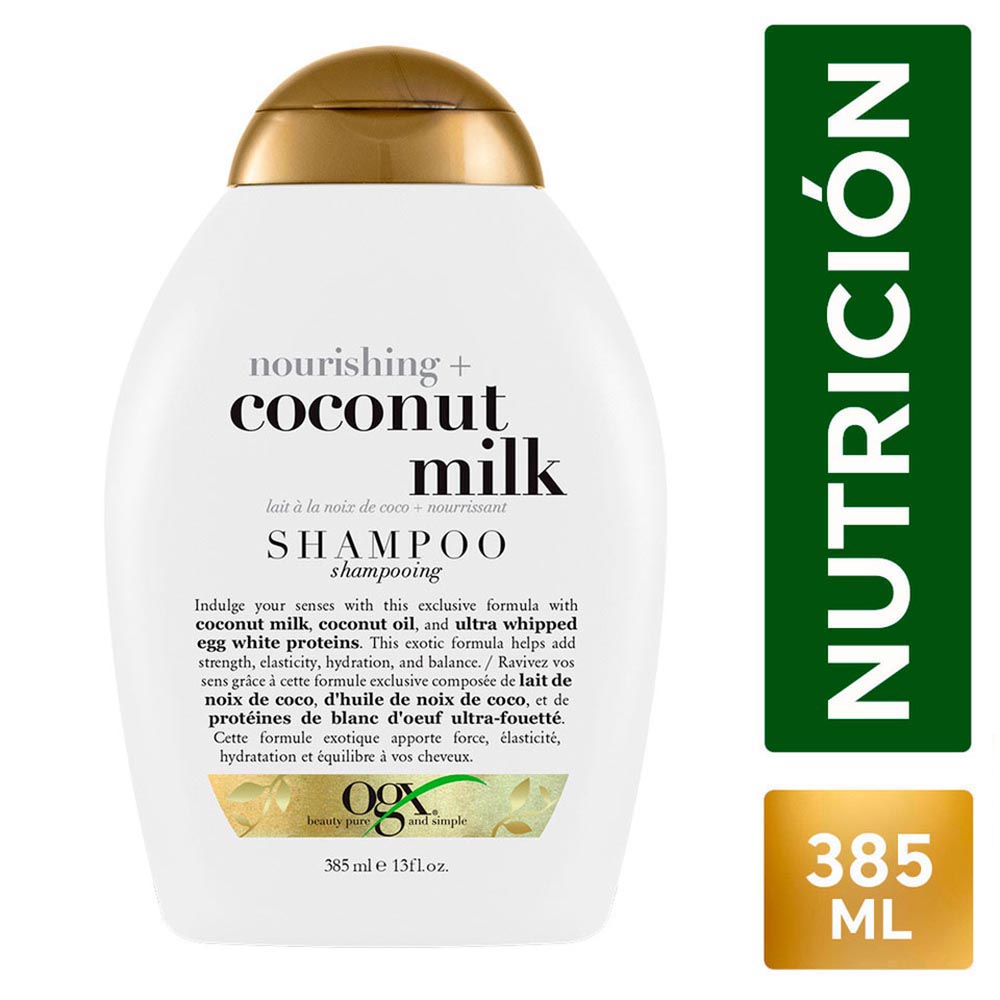 nourishing +
coconut
milk
lait à la noix de coco + nourrissant
SHAMPOO
shampooing
Indulge your senses with this exclusive formula with
coconut milk, coconut oil, and ultra whipped
egg white proteins. This exotic formula helps add
strength, elasticity, hydration, and balance. / Ravivez vos
sens grâce à cette formule exclusive composée de lait de
noix de coco, d'huile de noix de coco, et de
protéines de blanc d'oeuf ultra-fouetté.
Cette formule exotique apporte force, élasticité,
hydratation et équilibre à vos cheveux.
ogx®
beauty pure and simple
385 ml e 13fl.oz.
NUTRICIÓN
385
ML